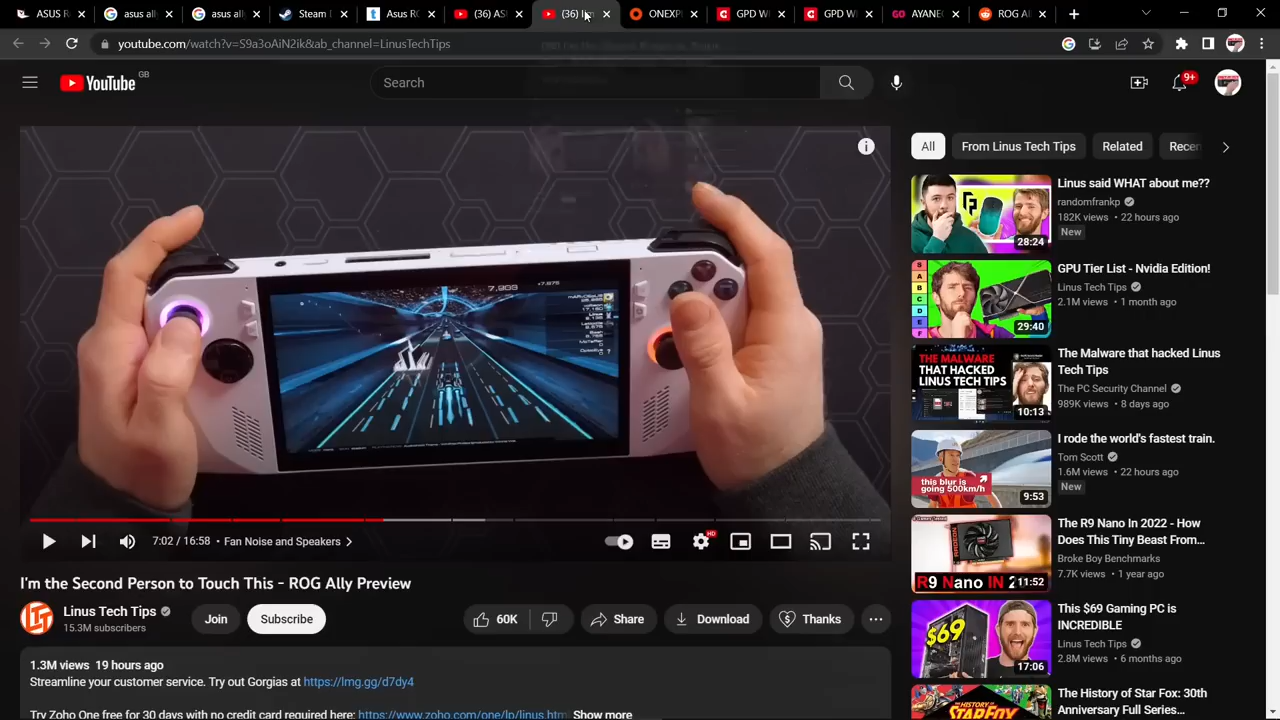 ASUS R
asus all
asus all
Steam D
Asus RO
(36) AS
(36) I'm
ONEXPL
GPD W
GPD W
AYANEO
ROG Al
youtube.com/watch?v=S9a3oAiN2ik&ab_channel=LinusTechTips
YouTube GB
Search
9+
All
From Linus Tech Tips
Related
Recen
Linus said WHAT about me??
randomfrankp
182K views • 22 hours ago
New
28:24
S
A
B
C
D
E
F
GPU Tier List - Nvidia Edition!
Linus Tech Tips
2.1M views • 1 month ago
29:40
THE MALWARE
THAT HACKED
LINUS TECH TIPS
The Malware that hacked Linus
Tech Tips
The PC Security Channel
989K views • 8 days ago
10:13
this blur is
going 500km/h
I rode the world's fastest train.
Tom Scott
1.6M views • 22 hours ago
New
9:53
The R9 Nano In 2022 - How
Does This Tiny Beast From...
Broke Boy Benchmarks
7.7K views • 1 year ago
R9 Nano IN 2
11:52
$69
This $69 Gaming PC is
INCREDIBLE
Linus Tech Tips
2.8M views • 6 months ago
17:06
THE HISTORY OF
STAR FOX
The History of Star Fox: 30th
Anniversary Full Series...
7:02 / 16:58 • Fan Noise and Speakers
HD
I'm the Second Person to Touch This - ROG Ally Preview
Linus Tech Tips
15.3M subscribers
Join
Subscribe
60K
Share
Download
Thanks
1.3M views 19 hours ago
Streamline your customer service. Try out Gorgias at https://lmg.gg/d7dy4
Try Zoho One free for 30 days with no credit card required here: https://www.zoho.com/one/lp/linus.htm Show more